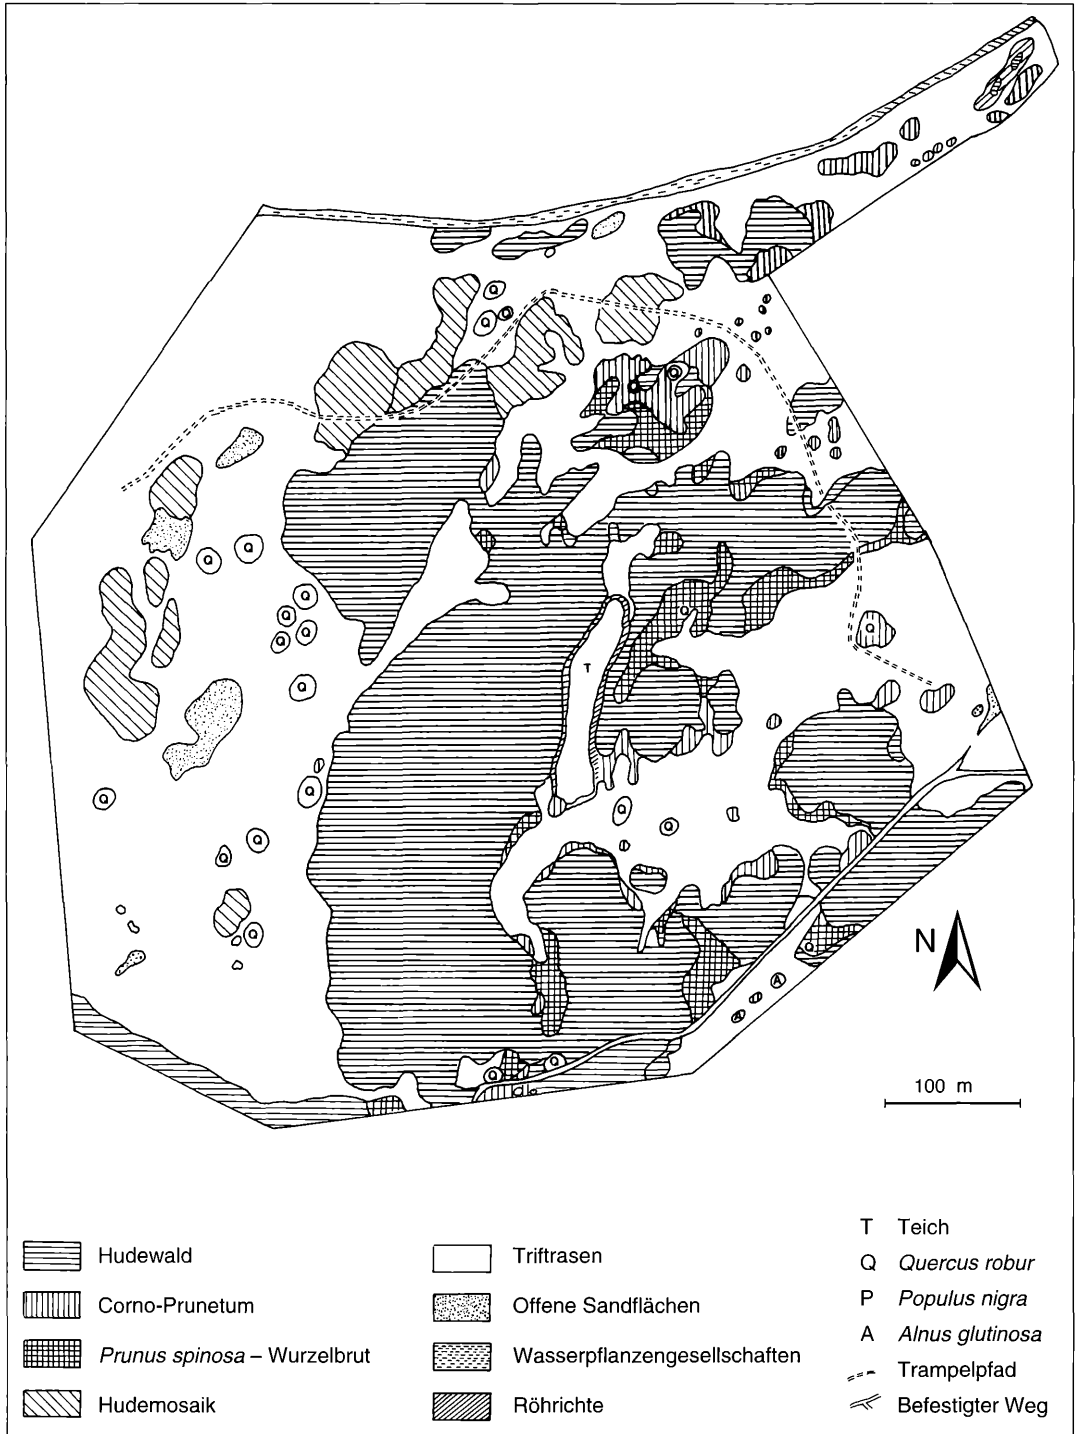 Q
Q
Q
Q
Q
Q
Q
Q
Q
Q
Q
T
Q
Q
Q
Q
Q
Q
Q
Q
Q
N
Q
A
A
Q
Q
Q
100 m
Hudewald
Corno-Prunetum
Prunus spinosa – Wurzelbrut
Hudemosaik
Triftrasen
Offene Sandflächen
Wasserpflanzengesellschaften
Röhrichte
T Teich
Q Quercus robur
P Populus nigra
A Alnus glutinosa
Trampelpfad
Befestigter Weg